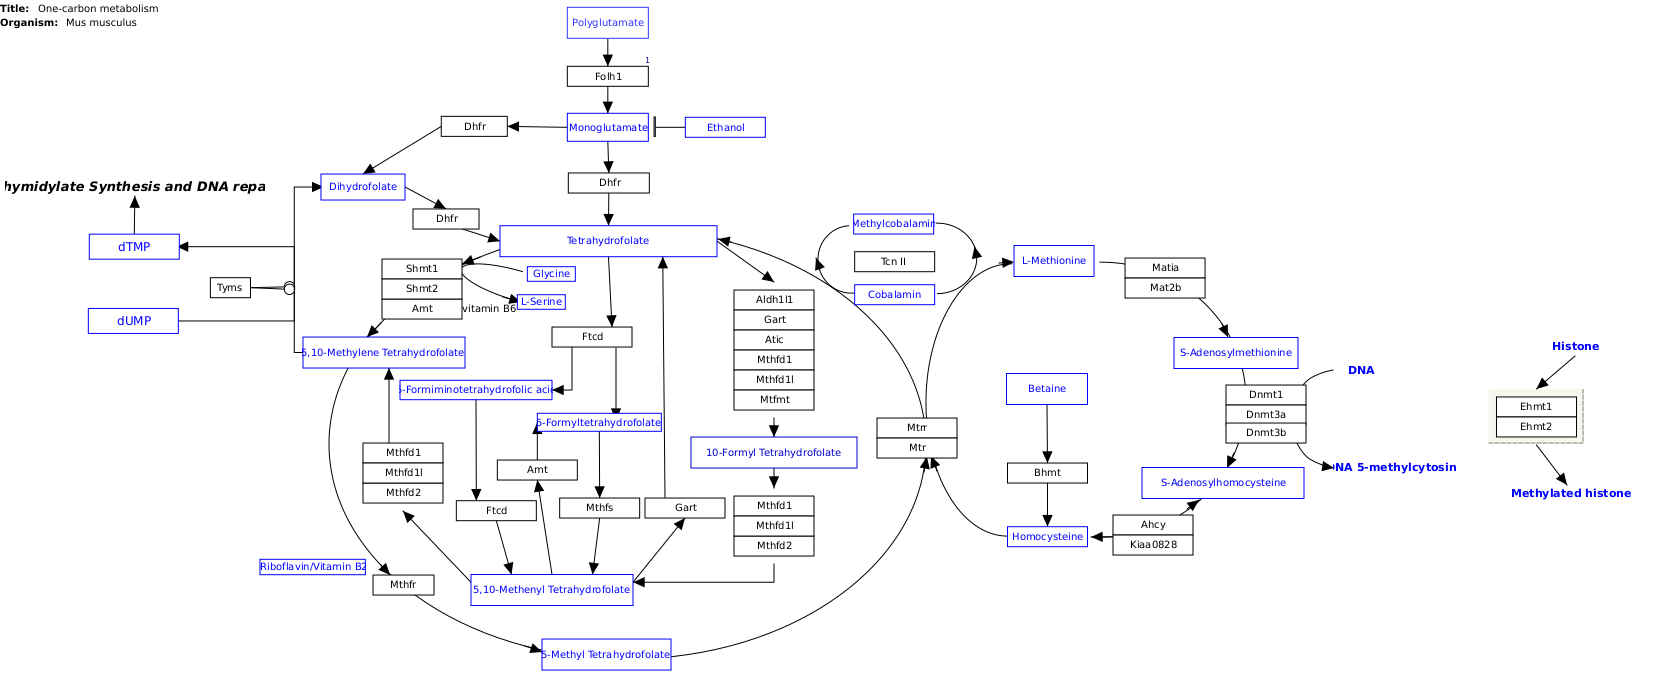 Title: One-carbon metabolism
Organism: Mus musculus
Polyglutamate
1
Folh1
Dhfr
Monoglutamate
Ethanol
hymidylate Synthesis and DNA repa
Dihydrofolate
Dhfr
Dhfr
dTMP
Tetrahydrofolate
Methylcobalamin
Tcn II
Cobalamin
L-Methionine
Shmt1
Shmt2
Amt
Glycine
L-Serine
vitamin B6
Tyms
dUMP
Matia
Mat2b
Aldh1l1
Gart
Atic
Mthfd1
Mthfd1l
Mtfmt
Ftcd
5,10-Methylene Tetrahydrofolate
S-Adenosylmethionine
Histone
DNA
5-Formiminotetrahydrofolic acid
Betaine
Dnmt1
Dnmt3a
Dnmt3b
Ehmt1
Ehmt2
5-Formyltetrahydrofolate
Mtrr
Mtr
10-Formyl Tetrahydrofolate
Mthfd1
Mthfd1l
Mthfd2
Amt
Bhmt
NA 5-methylcytosin
S-Adenosylhomocysteine
Methylated histone
Ftcd
Mthfs
Gart
Mthfd1
Mthfd1l
Mthfd2
Homocysteine
Ahcy
Kiaa0828
Riboflavin/Vitamin B2
Mthfr
5,10-Methenyl Tetrahydrofolate
5-Methyl Tetrahydrofolate